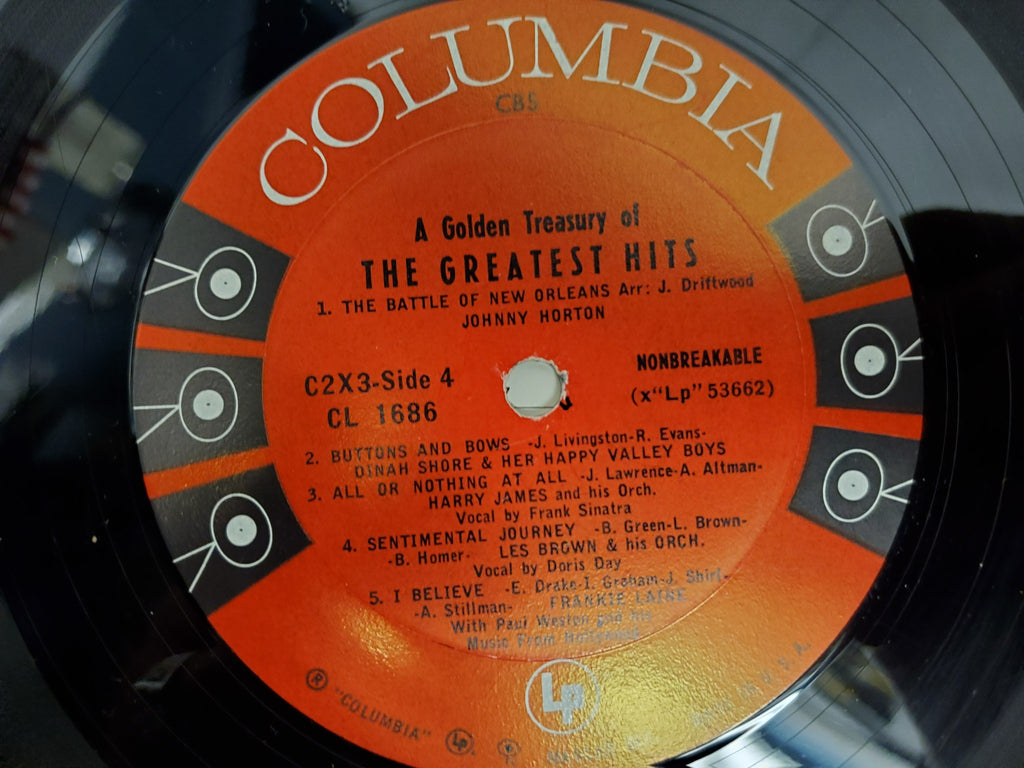 COLUMBIA
CBS
A Golden Treasury of
THE GREATEST HITS
1. THE BATTLE OF NEW ORLEANS Arr: J. Driftwood
JOHNNY HORTON
C2X3-Side 4
CL 1686
NONBREAKABLE
(x"Lp" 53662)
2. BUTTONS AND BOWS -J. Livingston-R. Evans-
DINAH SHORE & HER HAPPY VALLEY BOYS
3. ALL OR NOTHING AT ALL -J. Lawrence-A. Altman-
HARRY JAMES and his Orch.
Vocal by Frank Sinatra
4. SENTIMENTAL JOURNEY -B. Green-L. Brown-
-B. Homer- LES BROWN & his ORCH.
Vocal by Doris Day
5. I BELIEVE -E. Drake-I. Graham-J. Shirl-
-A. Stillman- FRANKIE LAINE
With Paul Weston and his
Music From Hollywood
Lp
® "COLUMBIA" Lp